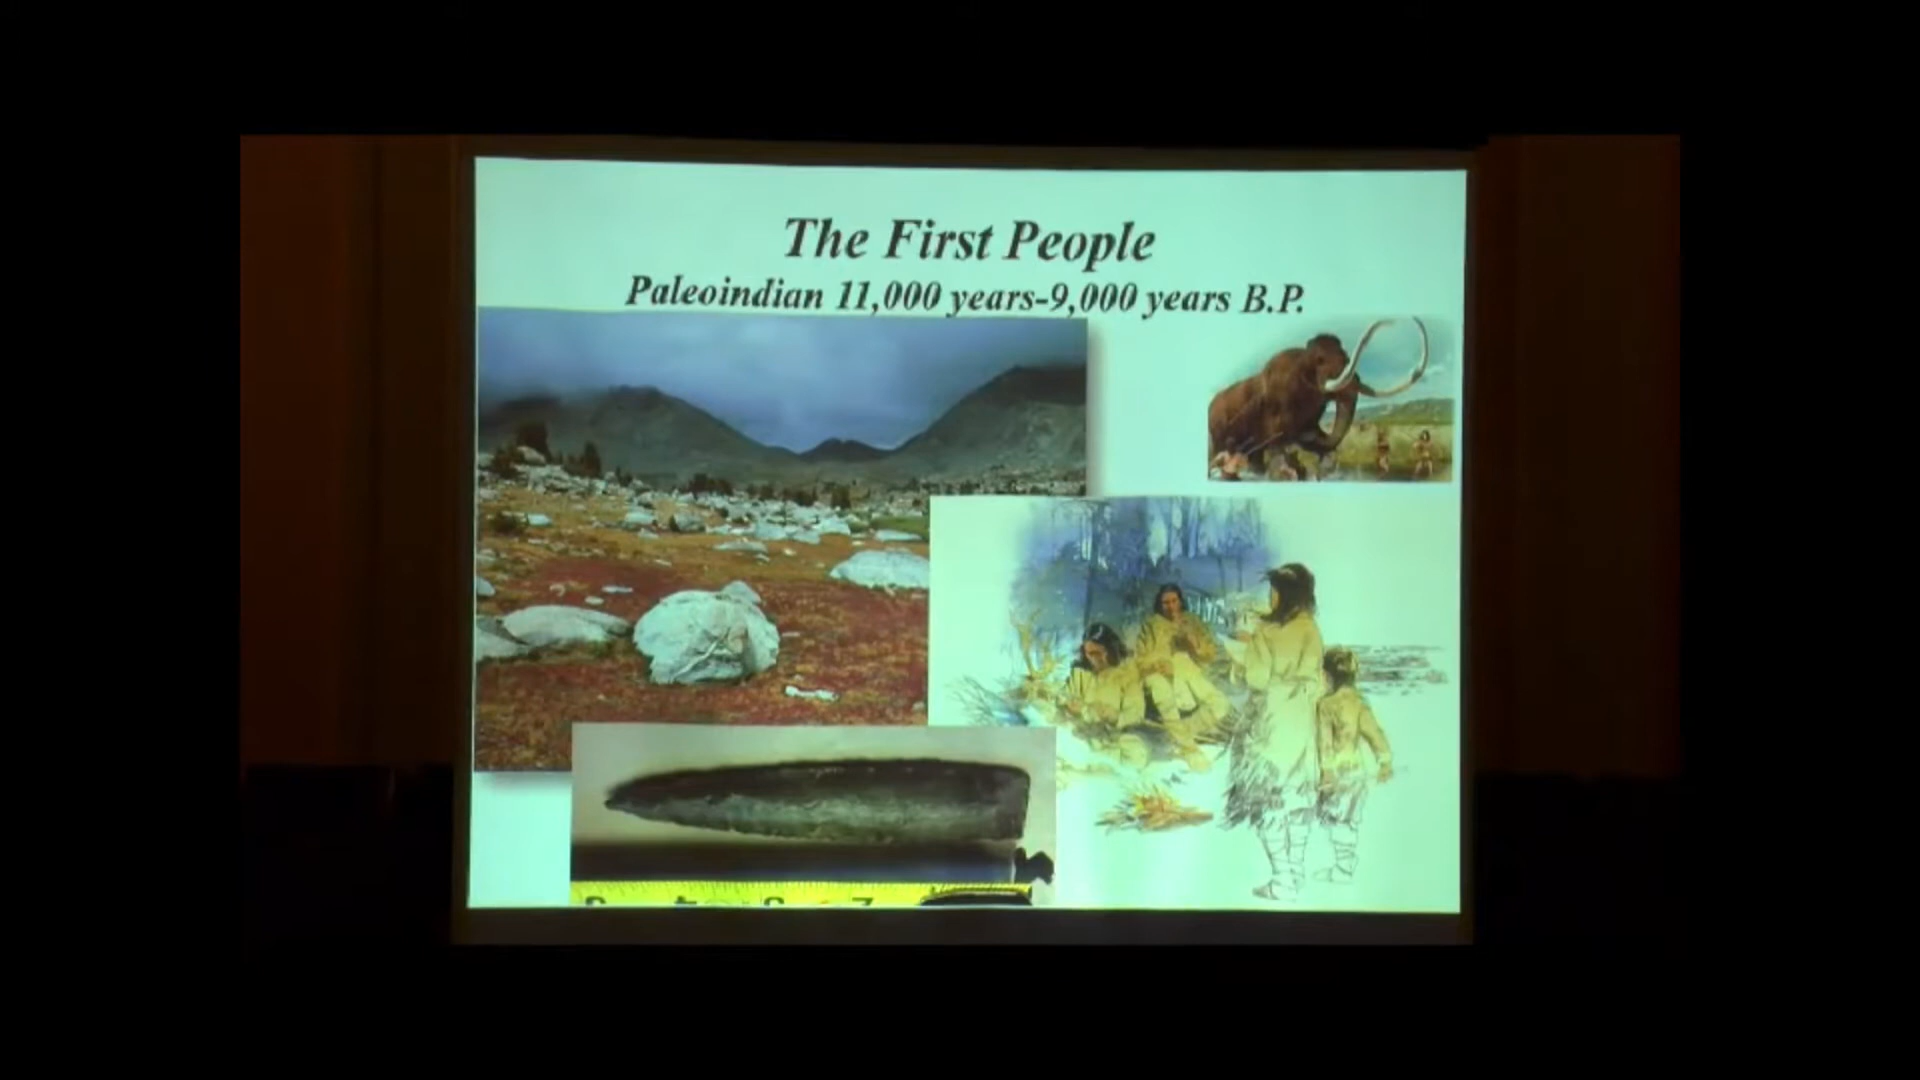 The First People
Paleoindian 11,000 years-9,000 years B.P.